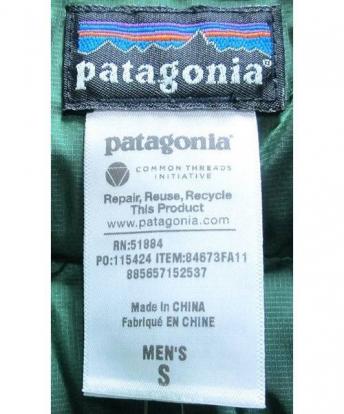 patagonia®
patagonia®
COMMON THREADS
INITIATIVE
Repair, Reuse, Recycle
This Product
www.patagonia.com
RN:51884
PO:115424 ITEM:84673FA11
885657152537
Made in CHINA
Fabriqué EN CHINE
MEN'S
S